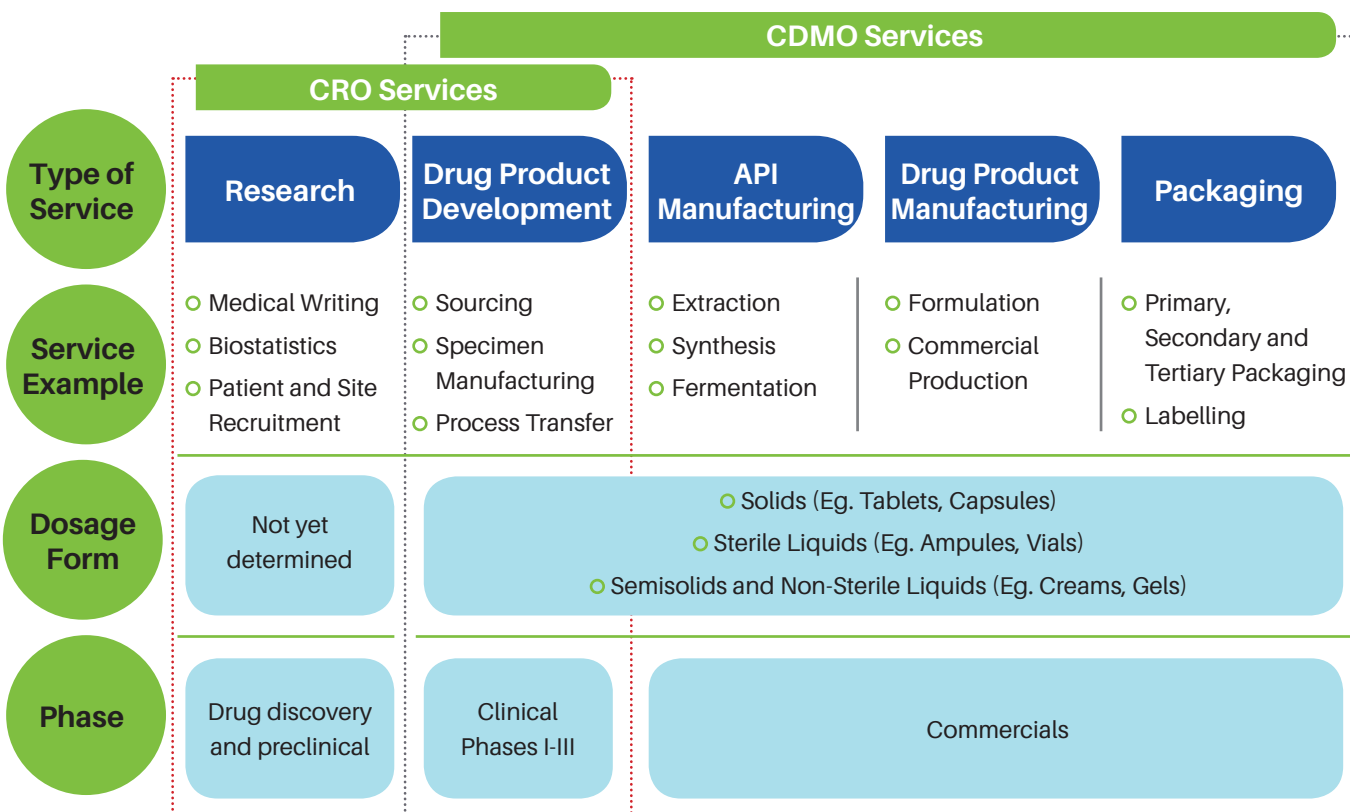 CDMO Services
CRO Services
Type of
Service
Research
Drug Product
Development
API
Manufacturing
Drug Product
Manufacturing
Packaging
Service
Example
Medical Writing
Biostatistics
Patient and Site
Recruitment
Sourcing
Specimen
Manufacturing
Process Transfer
Extraction
Synthesis
Fermentation
Formulation
Commercial
Production
Primary,
Secondary and
Tertiary Packaging
Labelling
Dosage
Form
Not yet
determined
Solids (Eg. Tablets, Capsules)
Sterile Liquids (Eg. Ampules, Vials)
Semisolids and Non-Sterile Liquids (Eg. Creams, Gels)
Phase
Drug discovery
and preclinical
Clinical
Phases I-III
Commercials